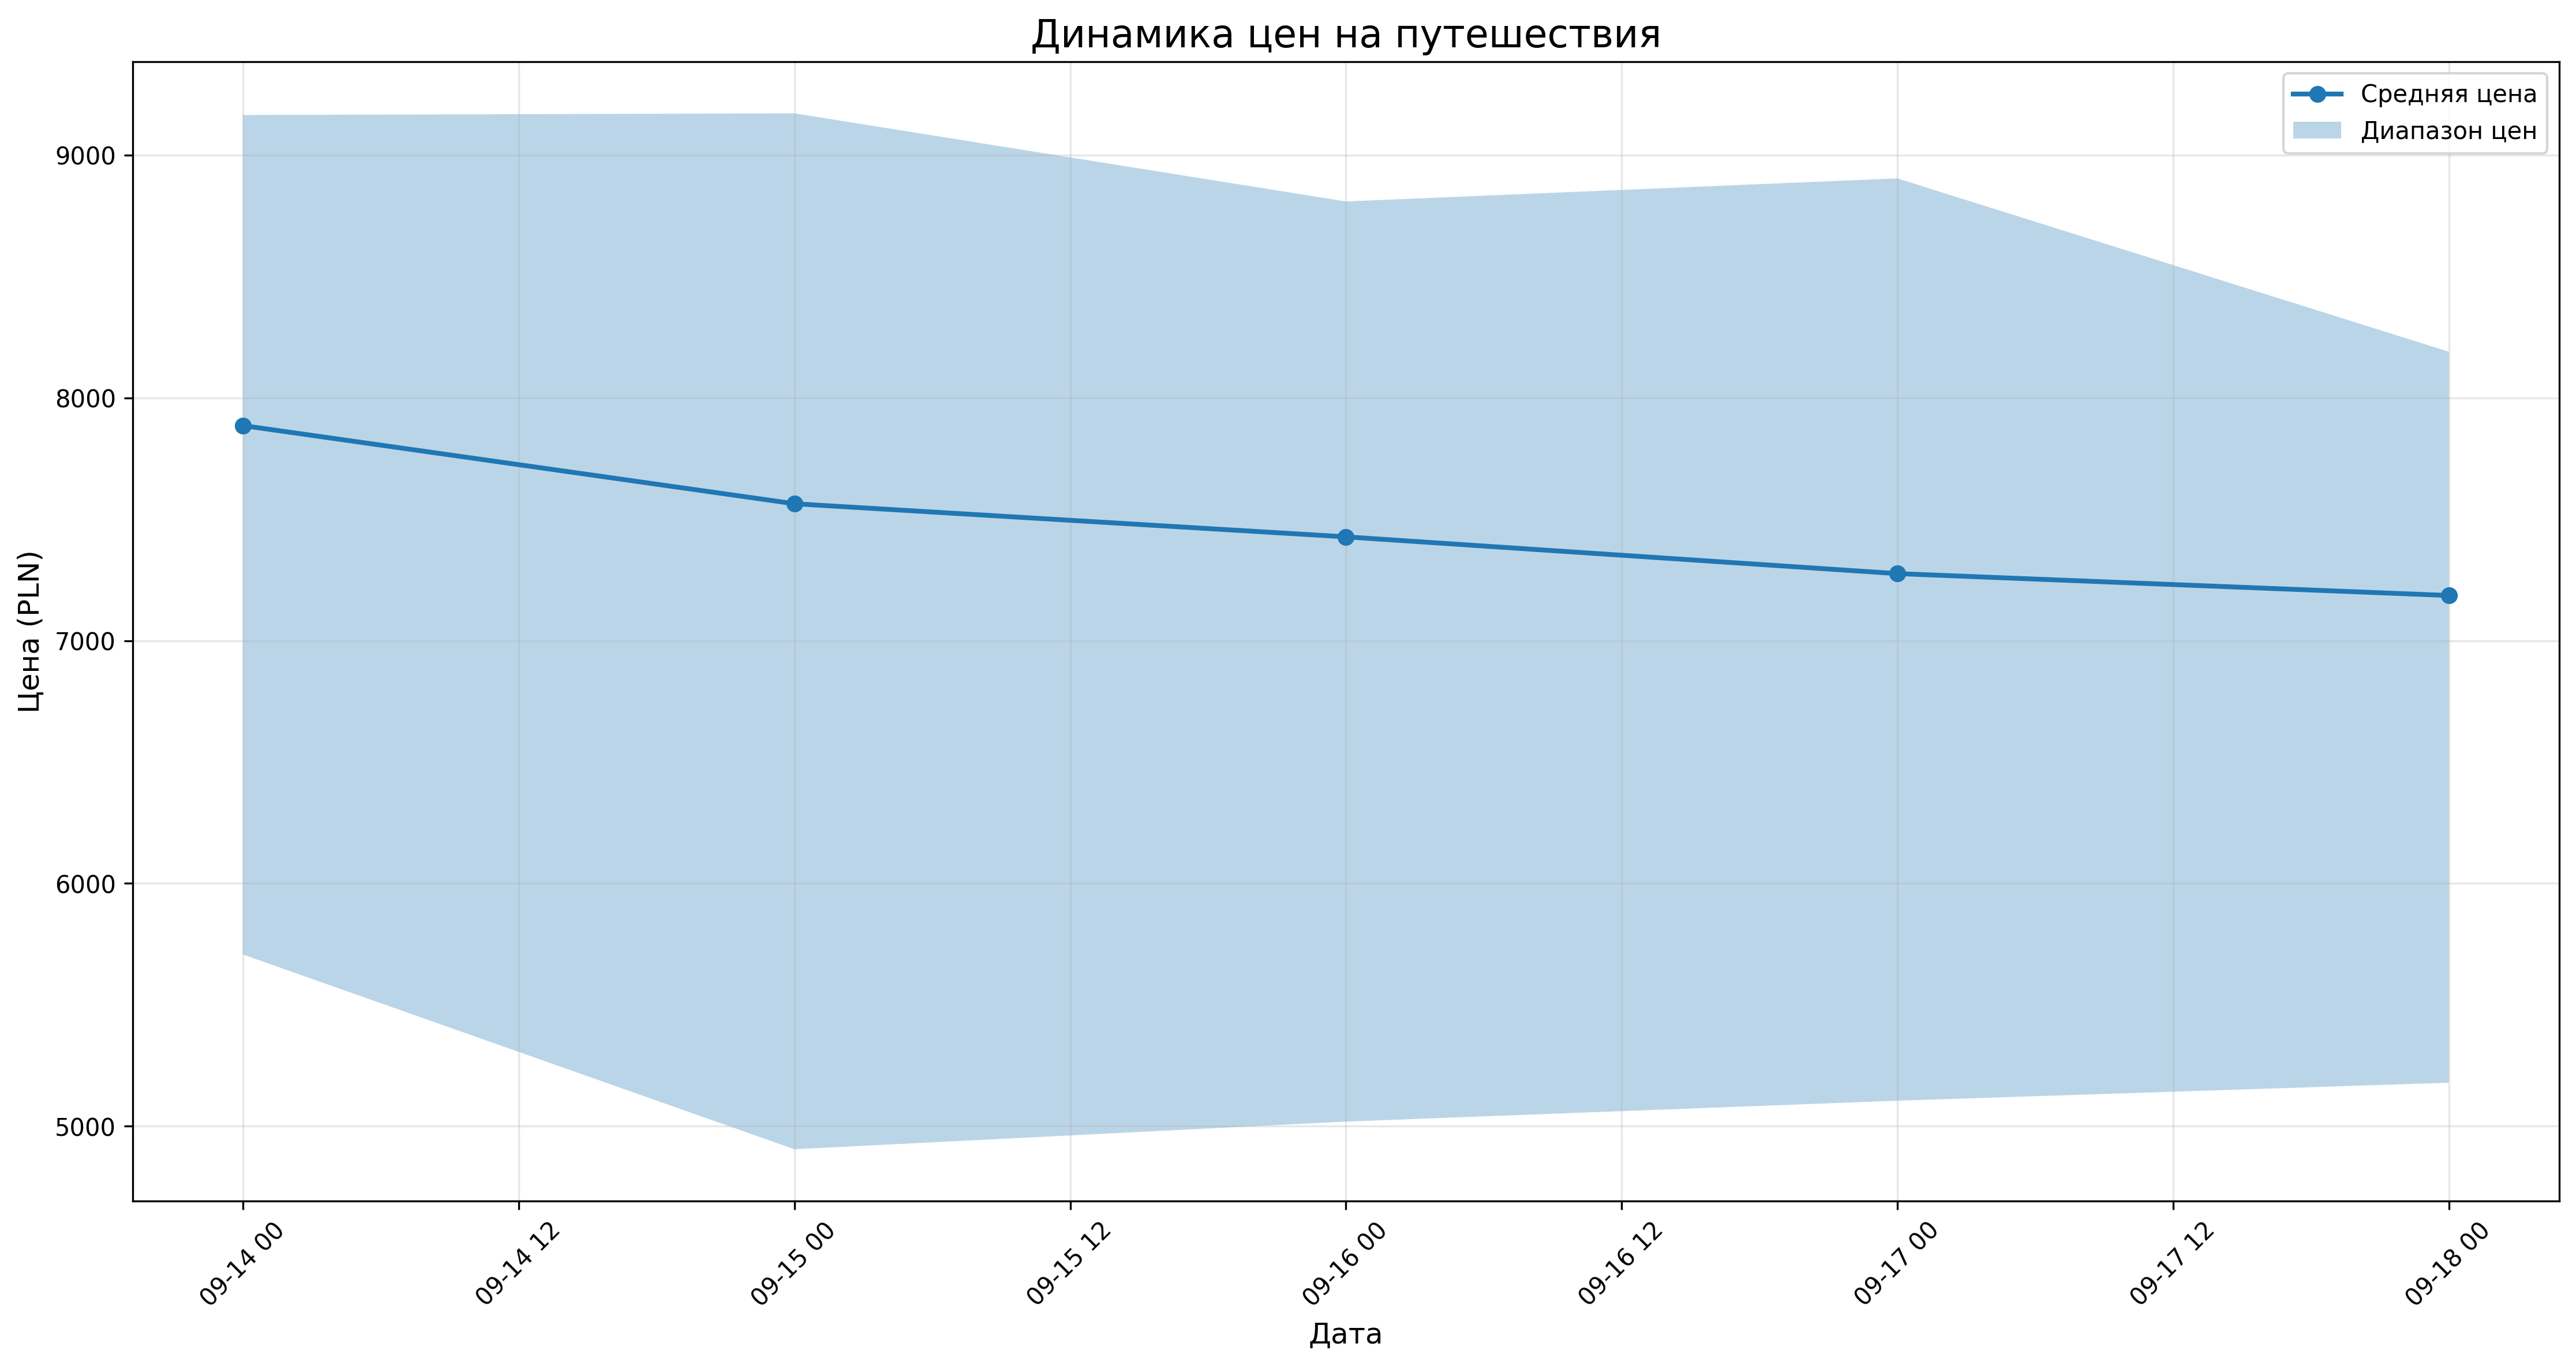 Динамика цен на путешествия
Средняя цена
Диапазон цен
Цена (PLN)
9000
8000
7000
6000
5000
09-14 00
09-14 12
09-15 00
09-15 12
09-16 00
09-16 12
09-17 00
09-17 12
09-18 00
Дата